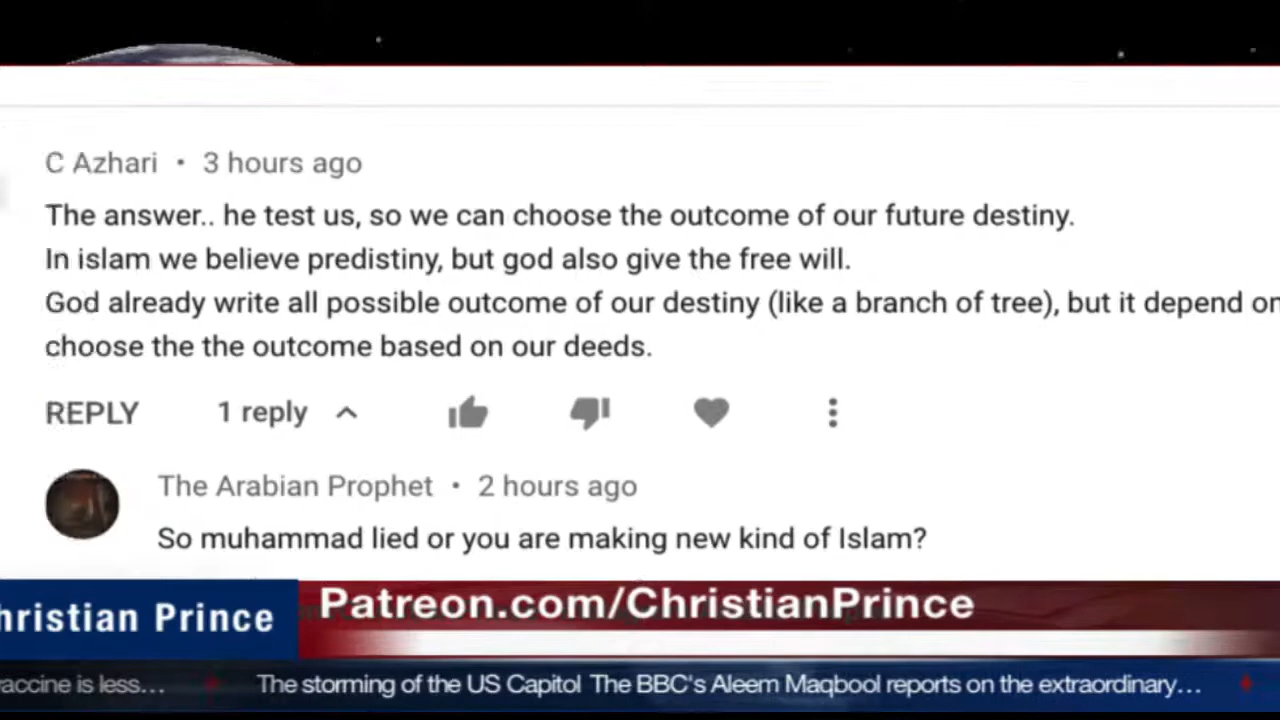 C Azhari • 3 hours ago
The answer.. he test us, so we can choose the outcome of our future destiny.
In islam we believe predistiny, but god also give the free will.
God already write all possible outcome of our destiny (like a branch of tree), but it depend on
choose the the outcome based on our deeds.
REPLY 1 reply
The Arabian Prophet • 2 hours ago
So muhammad lied or you are making new kind of Islam?
hristian Prince
Patreon.com/ChristianPrince
accine is less... The storming of the US Capitol The BBC's Aleem Maqbool reports on the extraordinary...